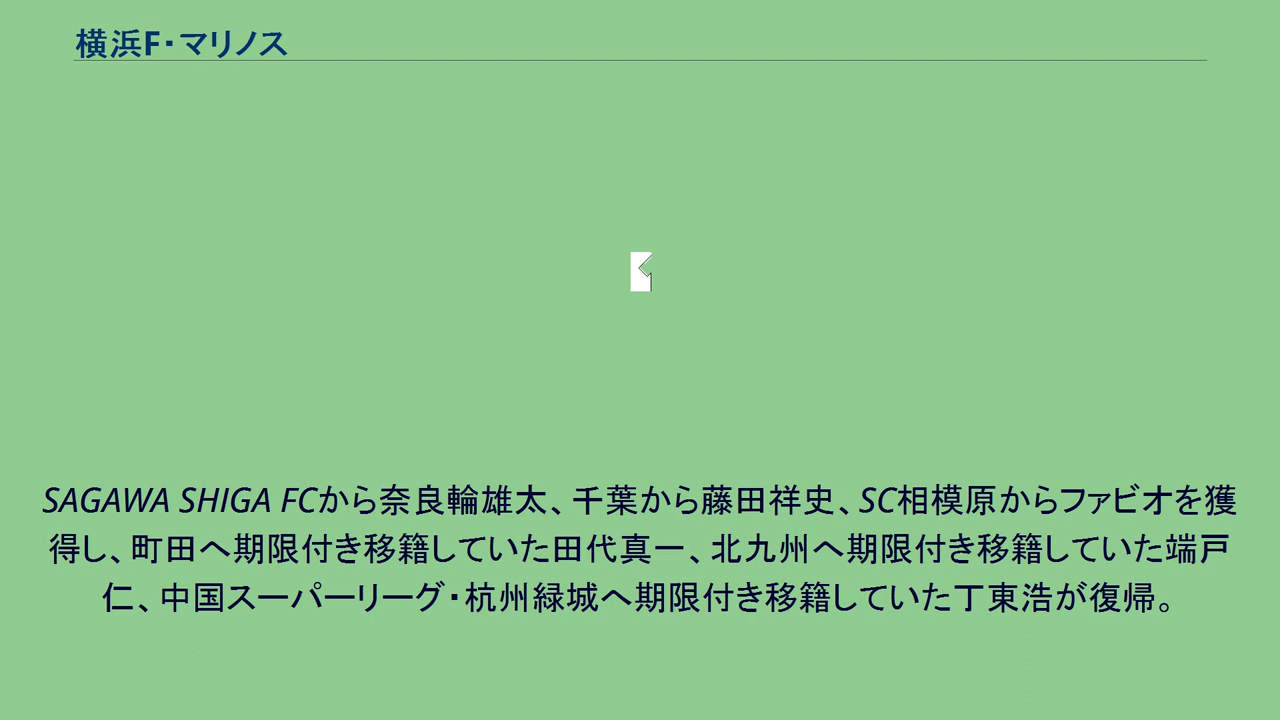 横浜F・マリノス
SAGAWA SHIGA FCから奈良輪雄太、千葉から藤田祥史、SC相模原からファビオを獲
得し、町田へ期限付き移籍していた田代真一、北九州へ期限付き移籍していた端戸
仁、中国スーパーリーグ・杭州緑城へ期限付き移籍していた丁東浩が復帰。